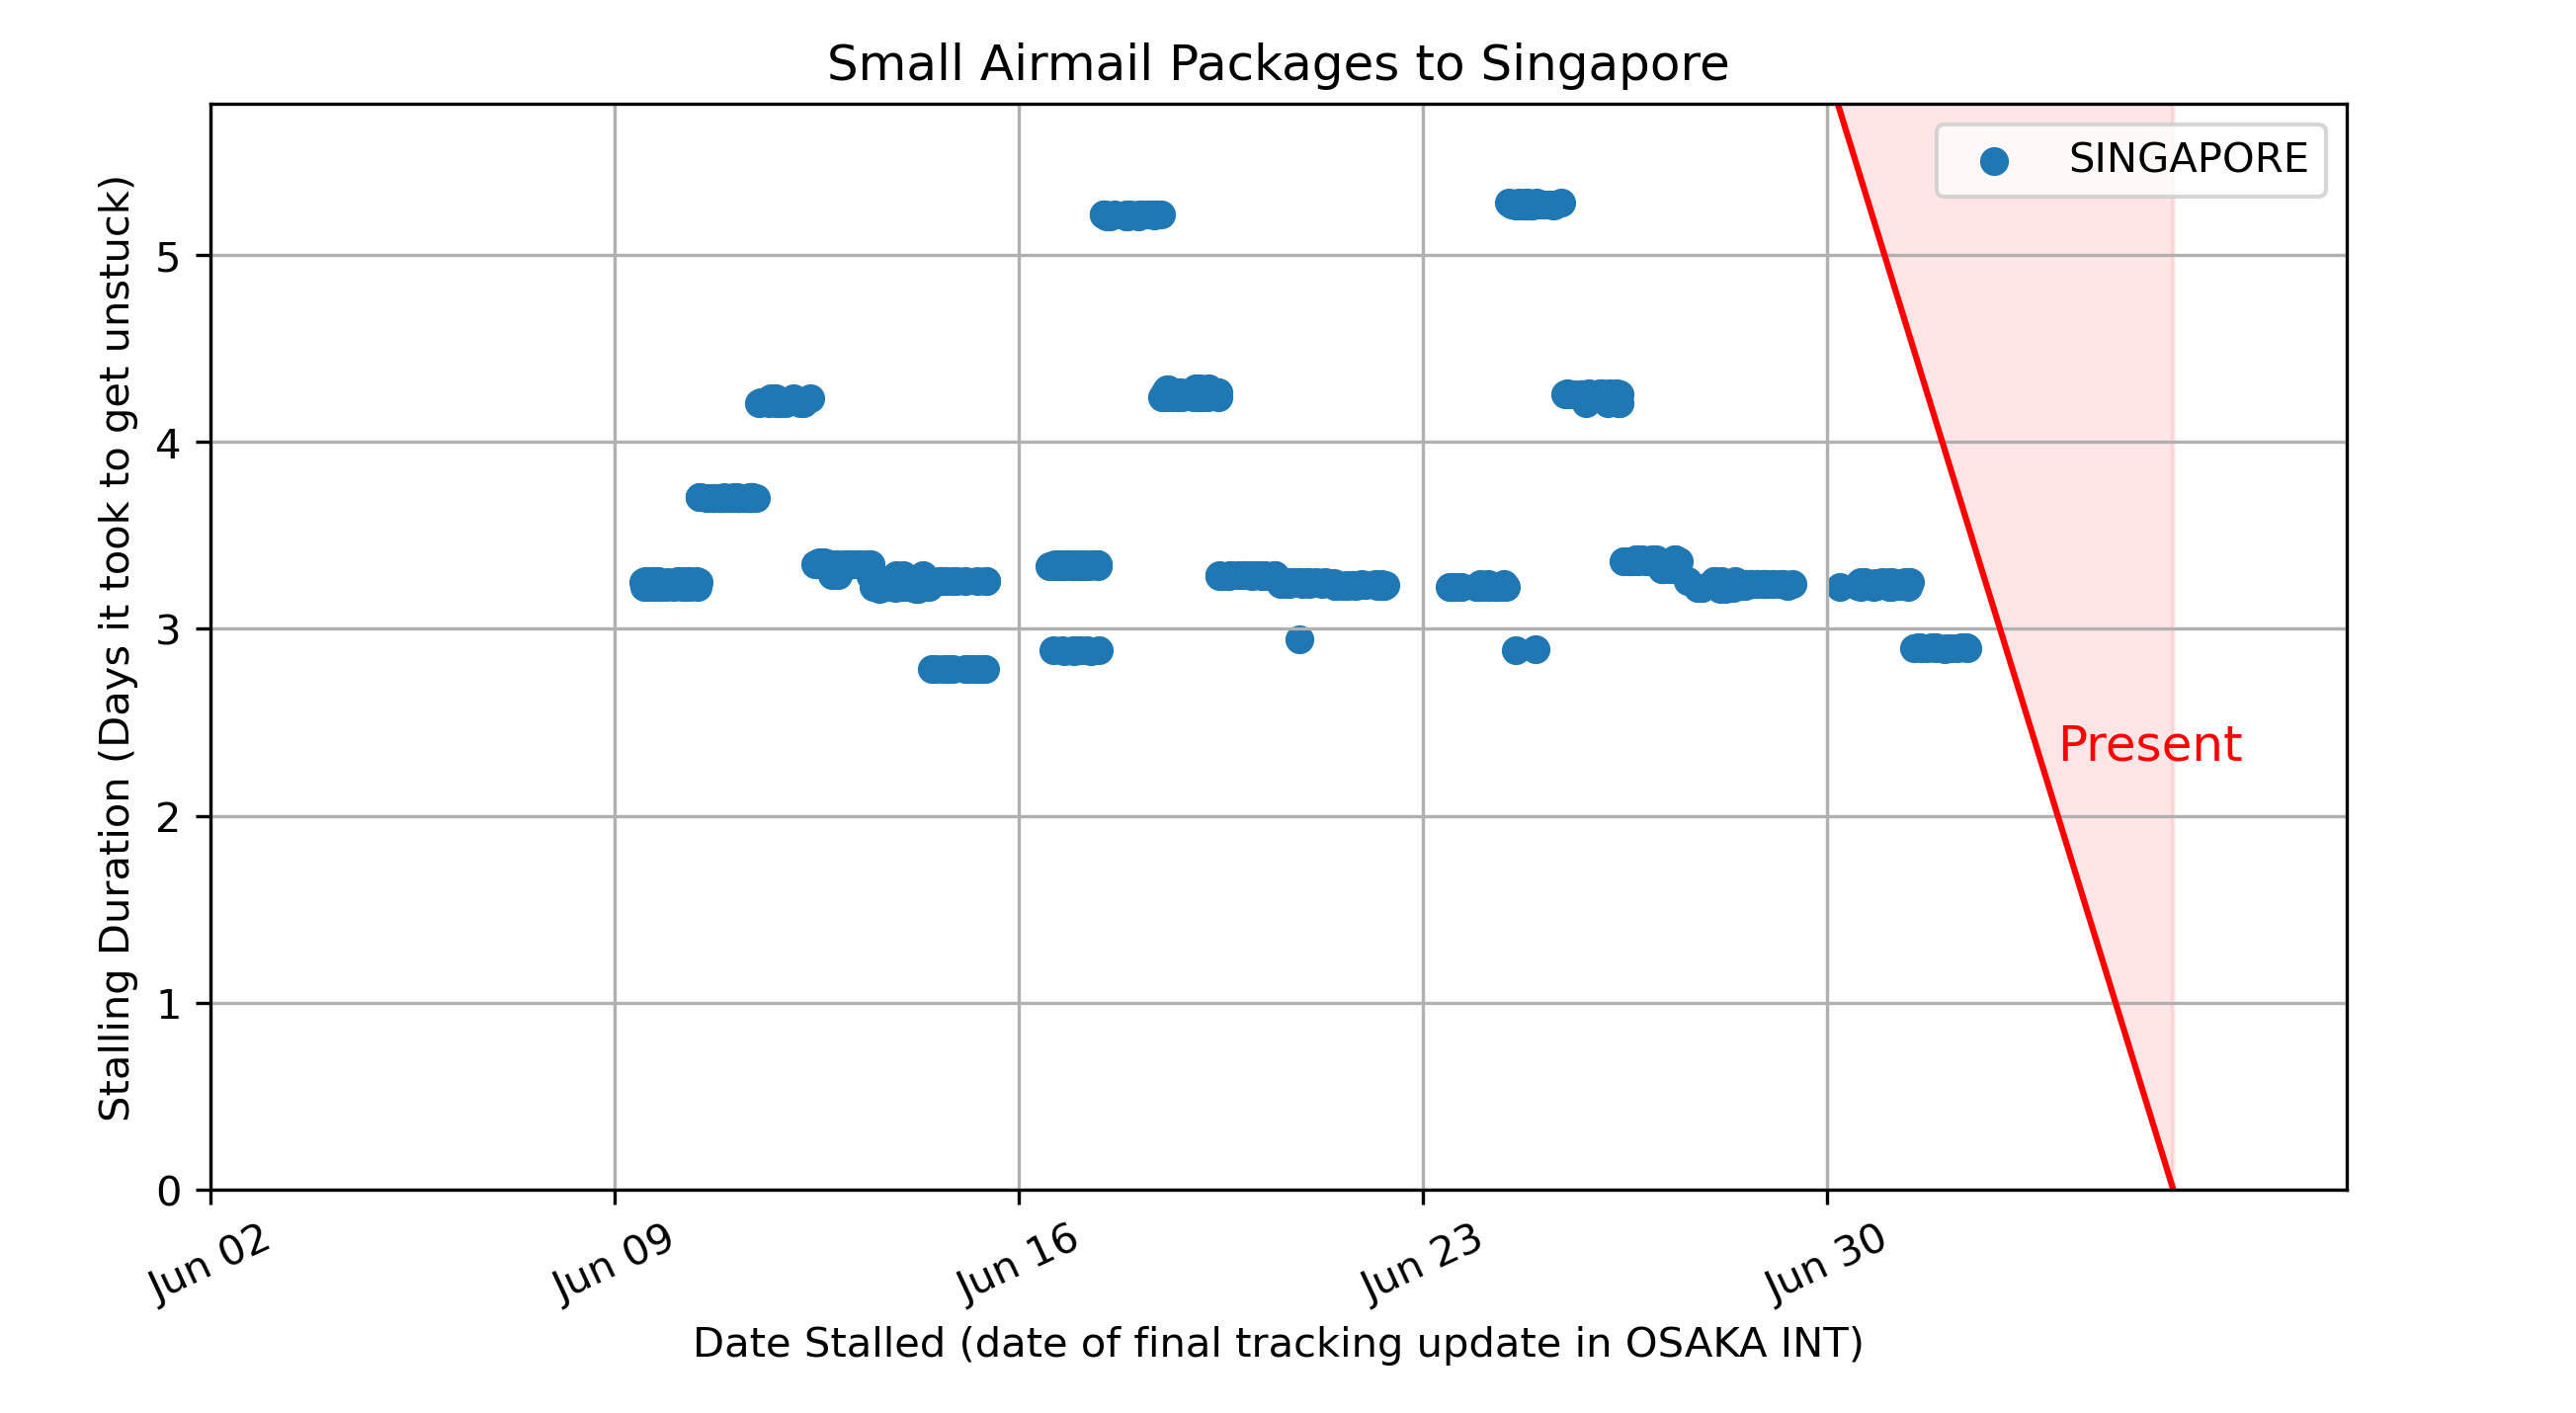 Small Airmail Packages to Singapore
SINGAPORE
Stalling Duration (Days it took to get unstuck)
5
4
3
2
1
0
Present
Jun 02
Jun 09
Jun 16
Jun 23
Jun 30
Date Stalled (date of final tracking update in OSAKA INT)